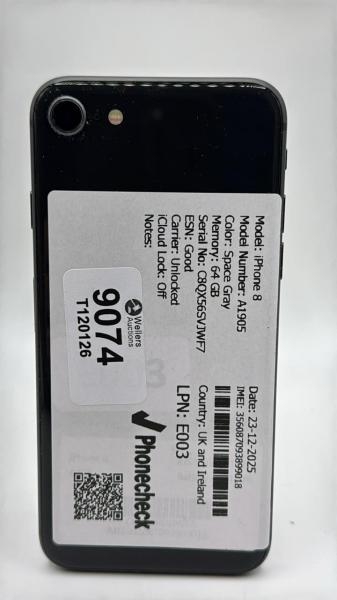 Model: iPhone 8
Model Number: A1905
Color: Space Gray
Memory: 64 GB
Serial No: C8QX56SVJWF7
ESN: Good
Carrier: Unlocked
iCloud Lock: Off
Notes:
Date: 23-12-2025
IMEI: 356087093899018
Country: UK and Ireland
LPN: E003
Phonecheck
Wellers
Auctions
9074
T120126